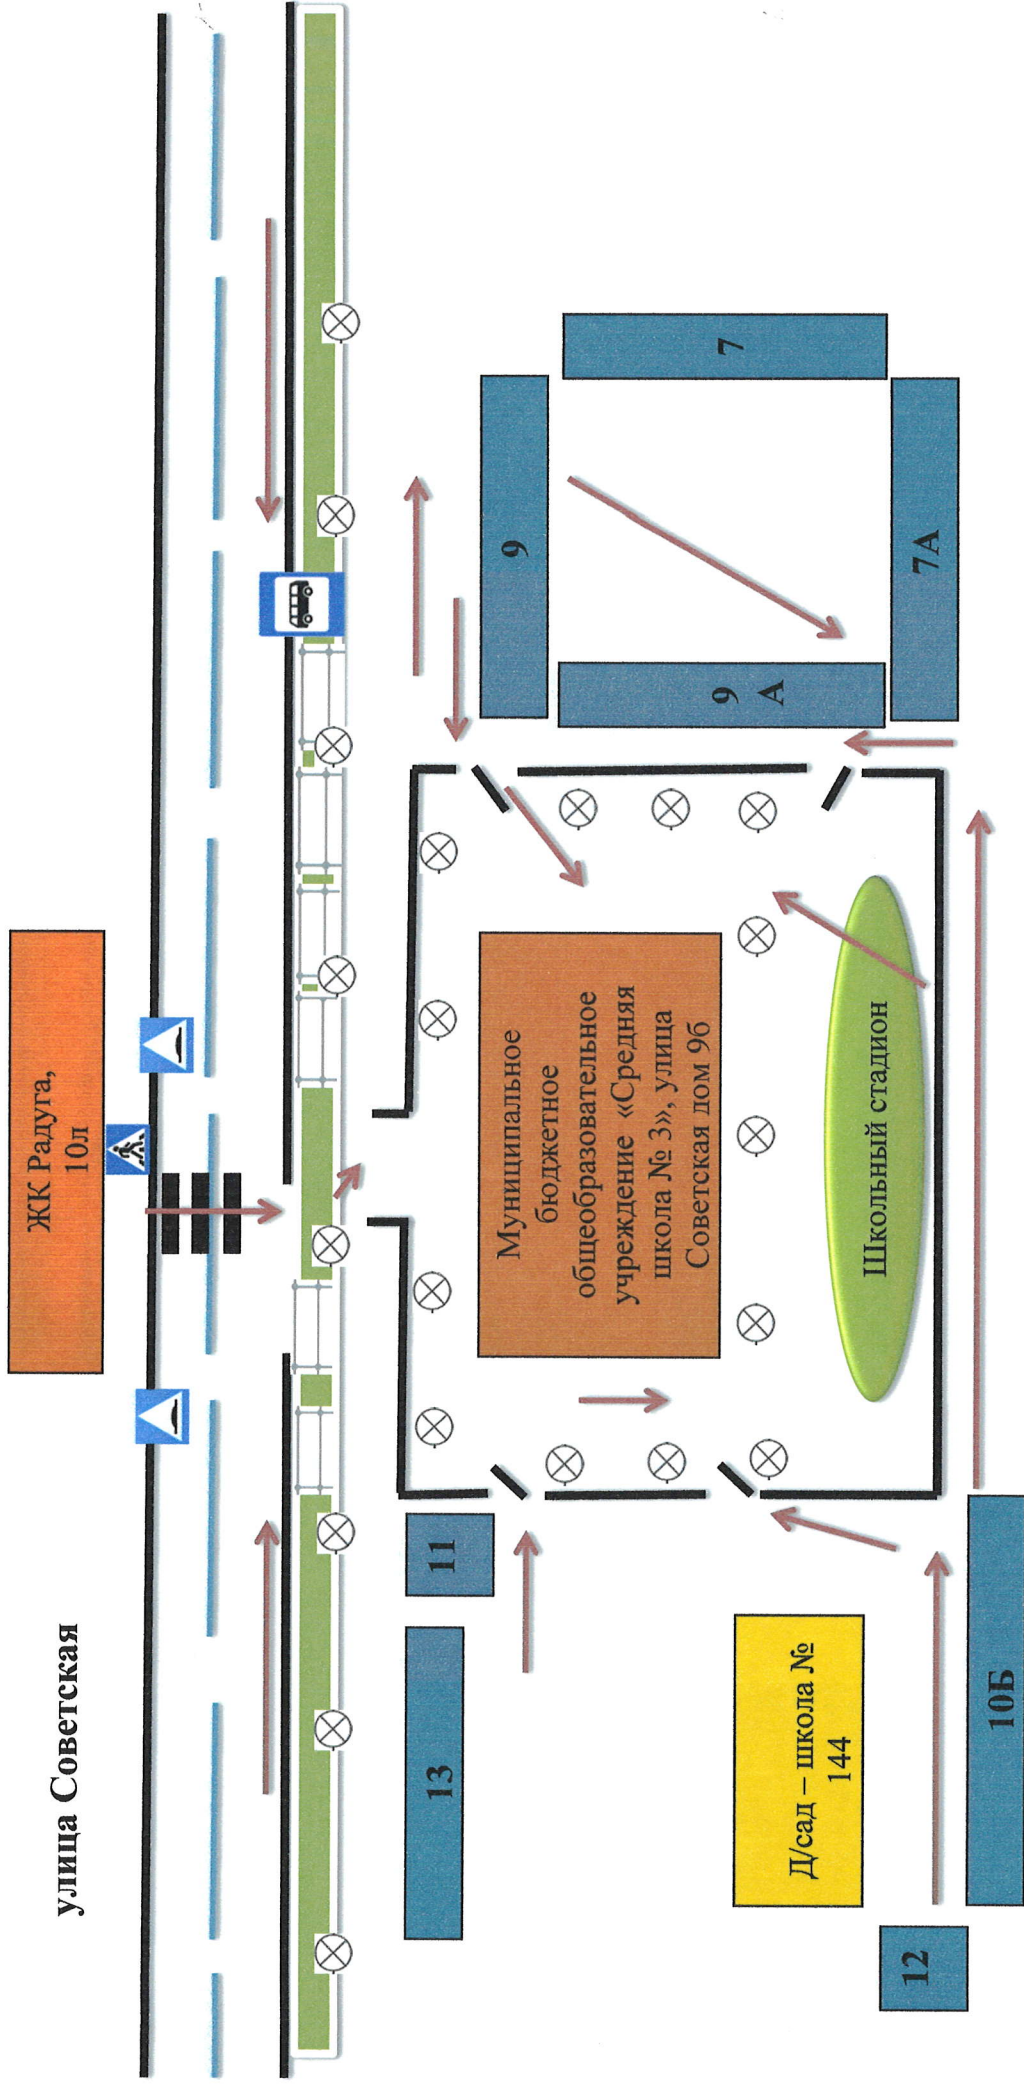 улица Советская
ЖК Радуга,
10л
13
11
9
7
9
А
7А
Муниципальное
бюджетное
общеобразовательное
учреждение «Средняя
школа № 3», улица
Советская дом 9б
Школьный стадион
Д/сад – школа №
144
12
10Б